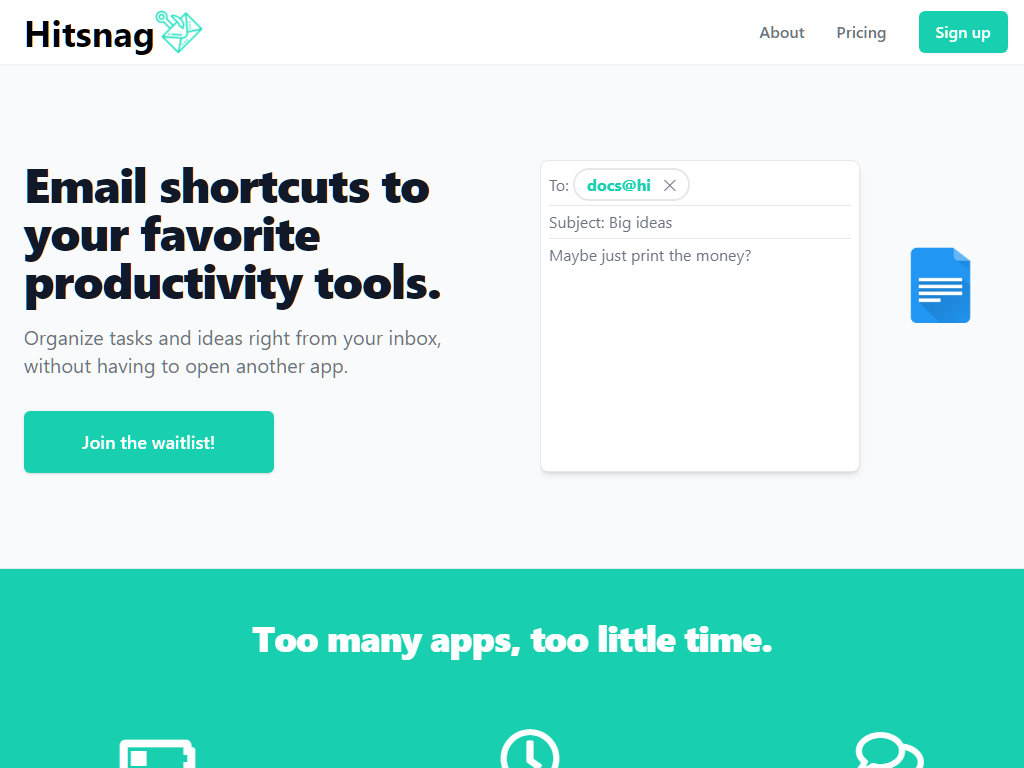 Hitsnag
About
Pricing
Sign up
Email shortcuts to
your favorite
productivity tools.
Organize tasks and ideas right from your inbox,
without having to open another app.
Join the waitlist!
To: docs@hi
Subject: Big ideas
Maybe just print the money?
Too many apps, too little time.